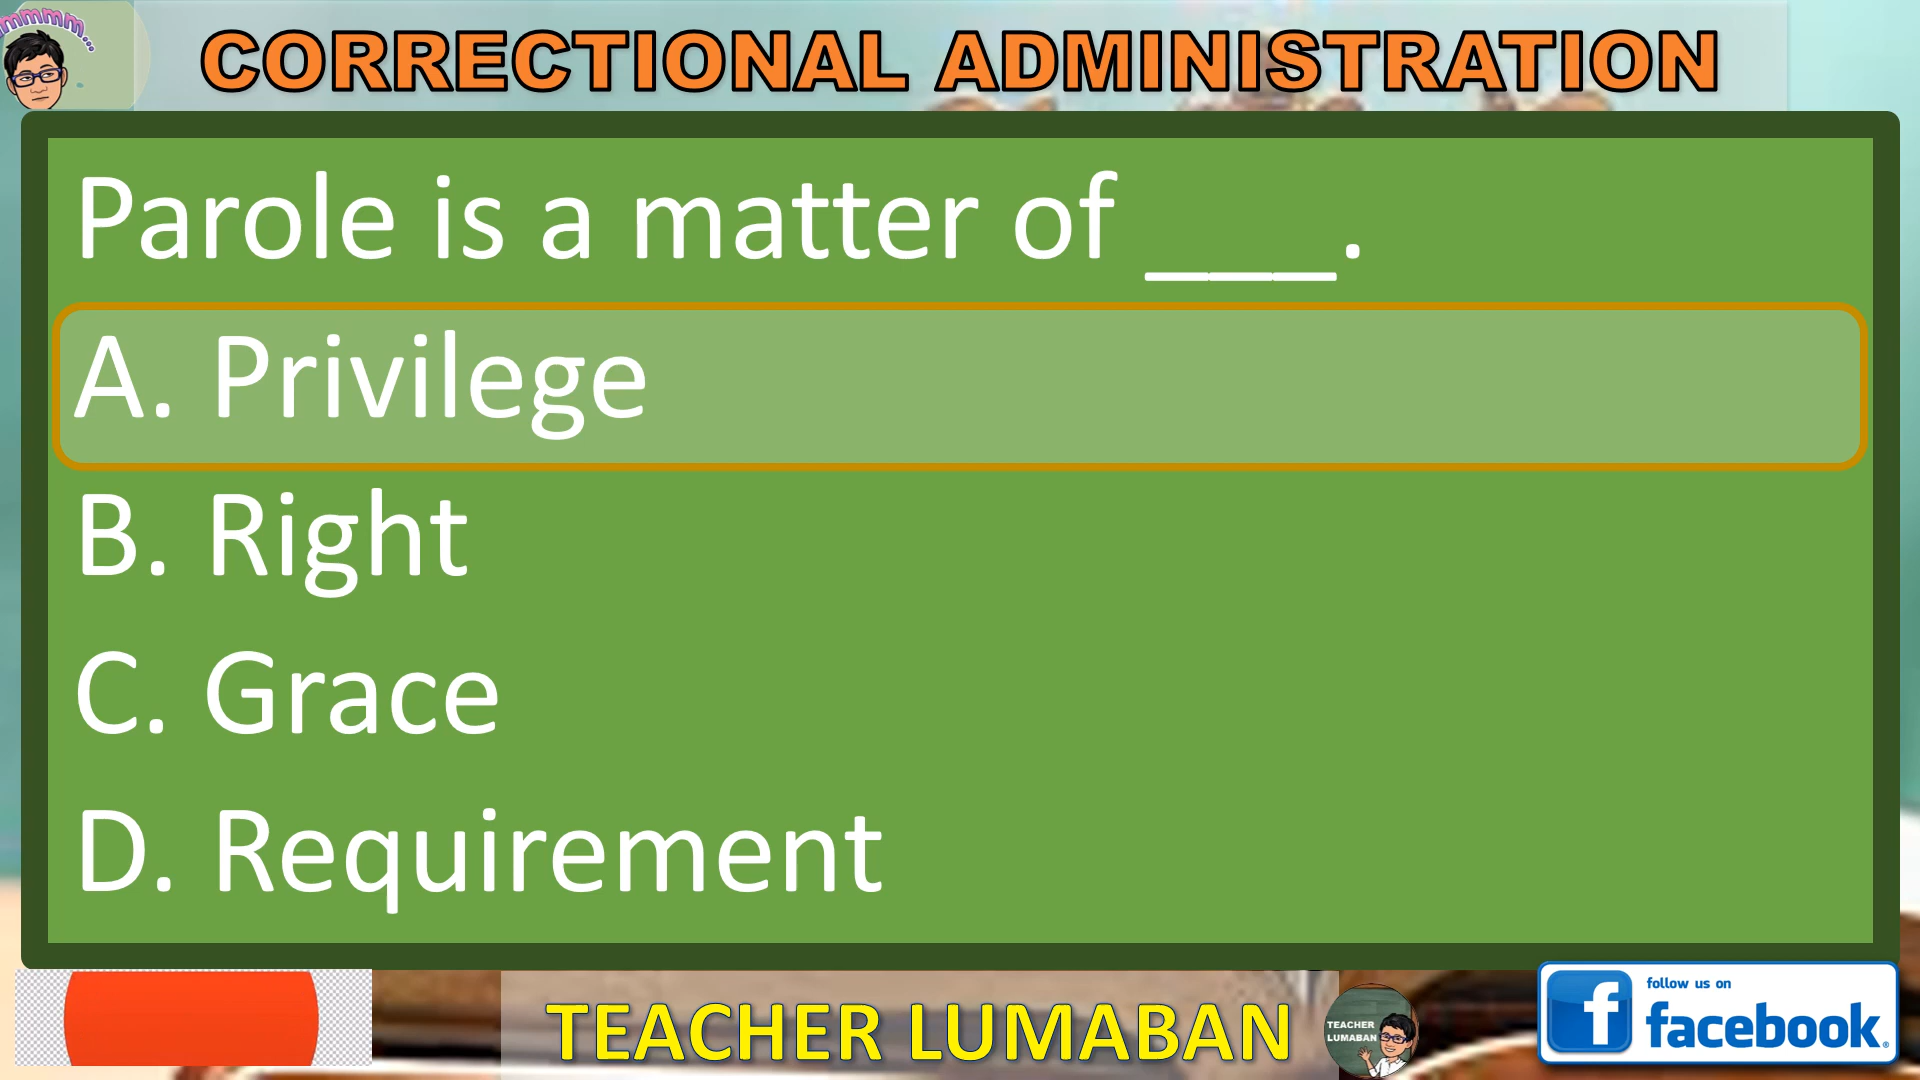 mmmm...
CORRECTIONAL ADMINISTRATION
Parole is a matter of ___.
A. Privilege
B. Right
C. Grace
D. Requirement
TEACHER LUMABAN
TEACHER
LUMABAN
follow us on
facebook